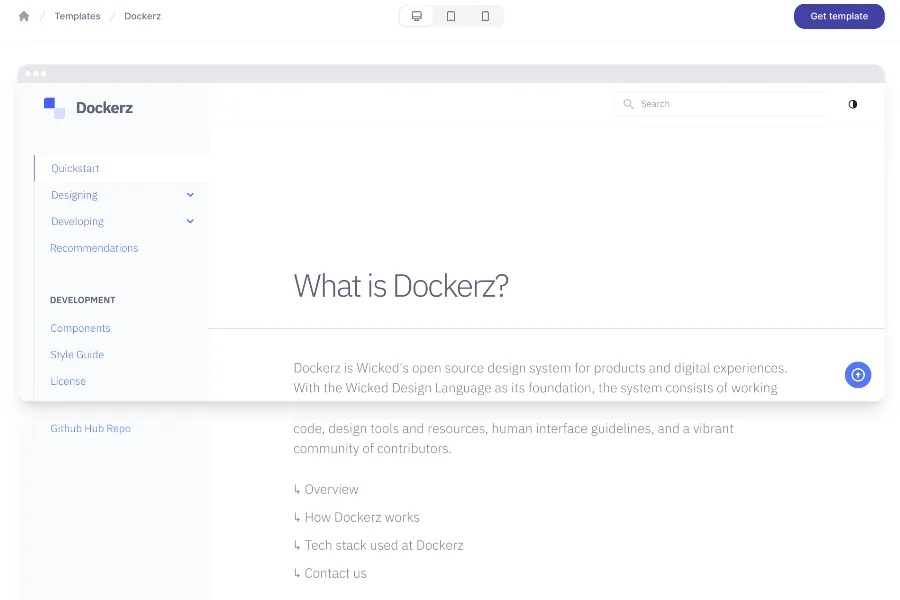 Templates
Dockerz
Get template
Dockerz
Search
Quickstart
Designing
Developing
Recommendations
DEVELOPMENT
Components
Style Guide
License
Github Hub Repo
What is Dockerz?
Dockerz is Wicked's open source design system for products and digital experiences.
With the Wicked Design Language as its foundation, the system consists of working
code, design tools and resources, human interface guidelines, and a vibrant
community of contributors.
↳ Overview
↳ How Dockerz works
↳ Tech stack used at Dockerz
↳ Contact us